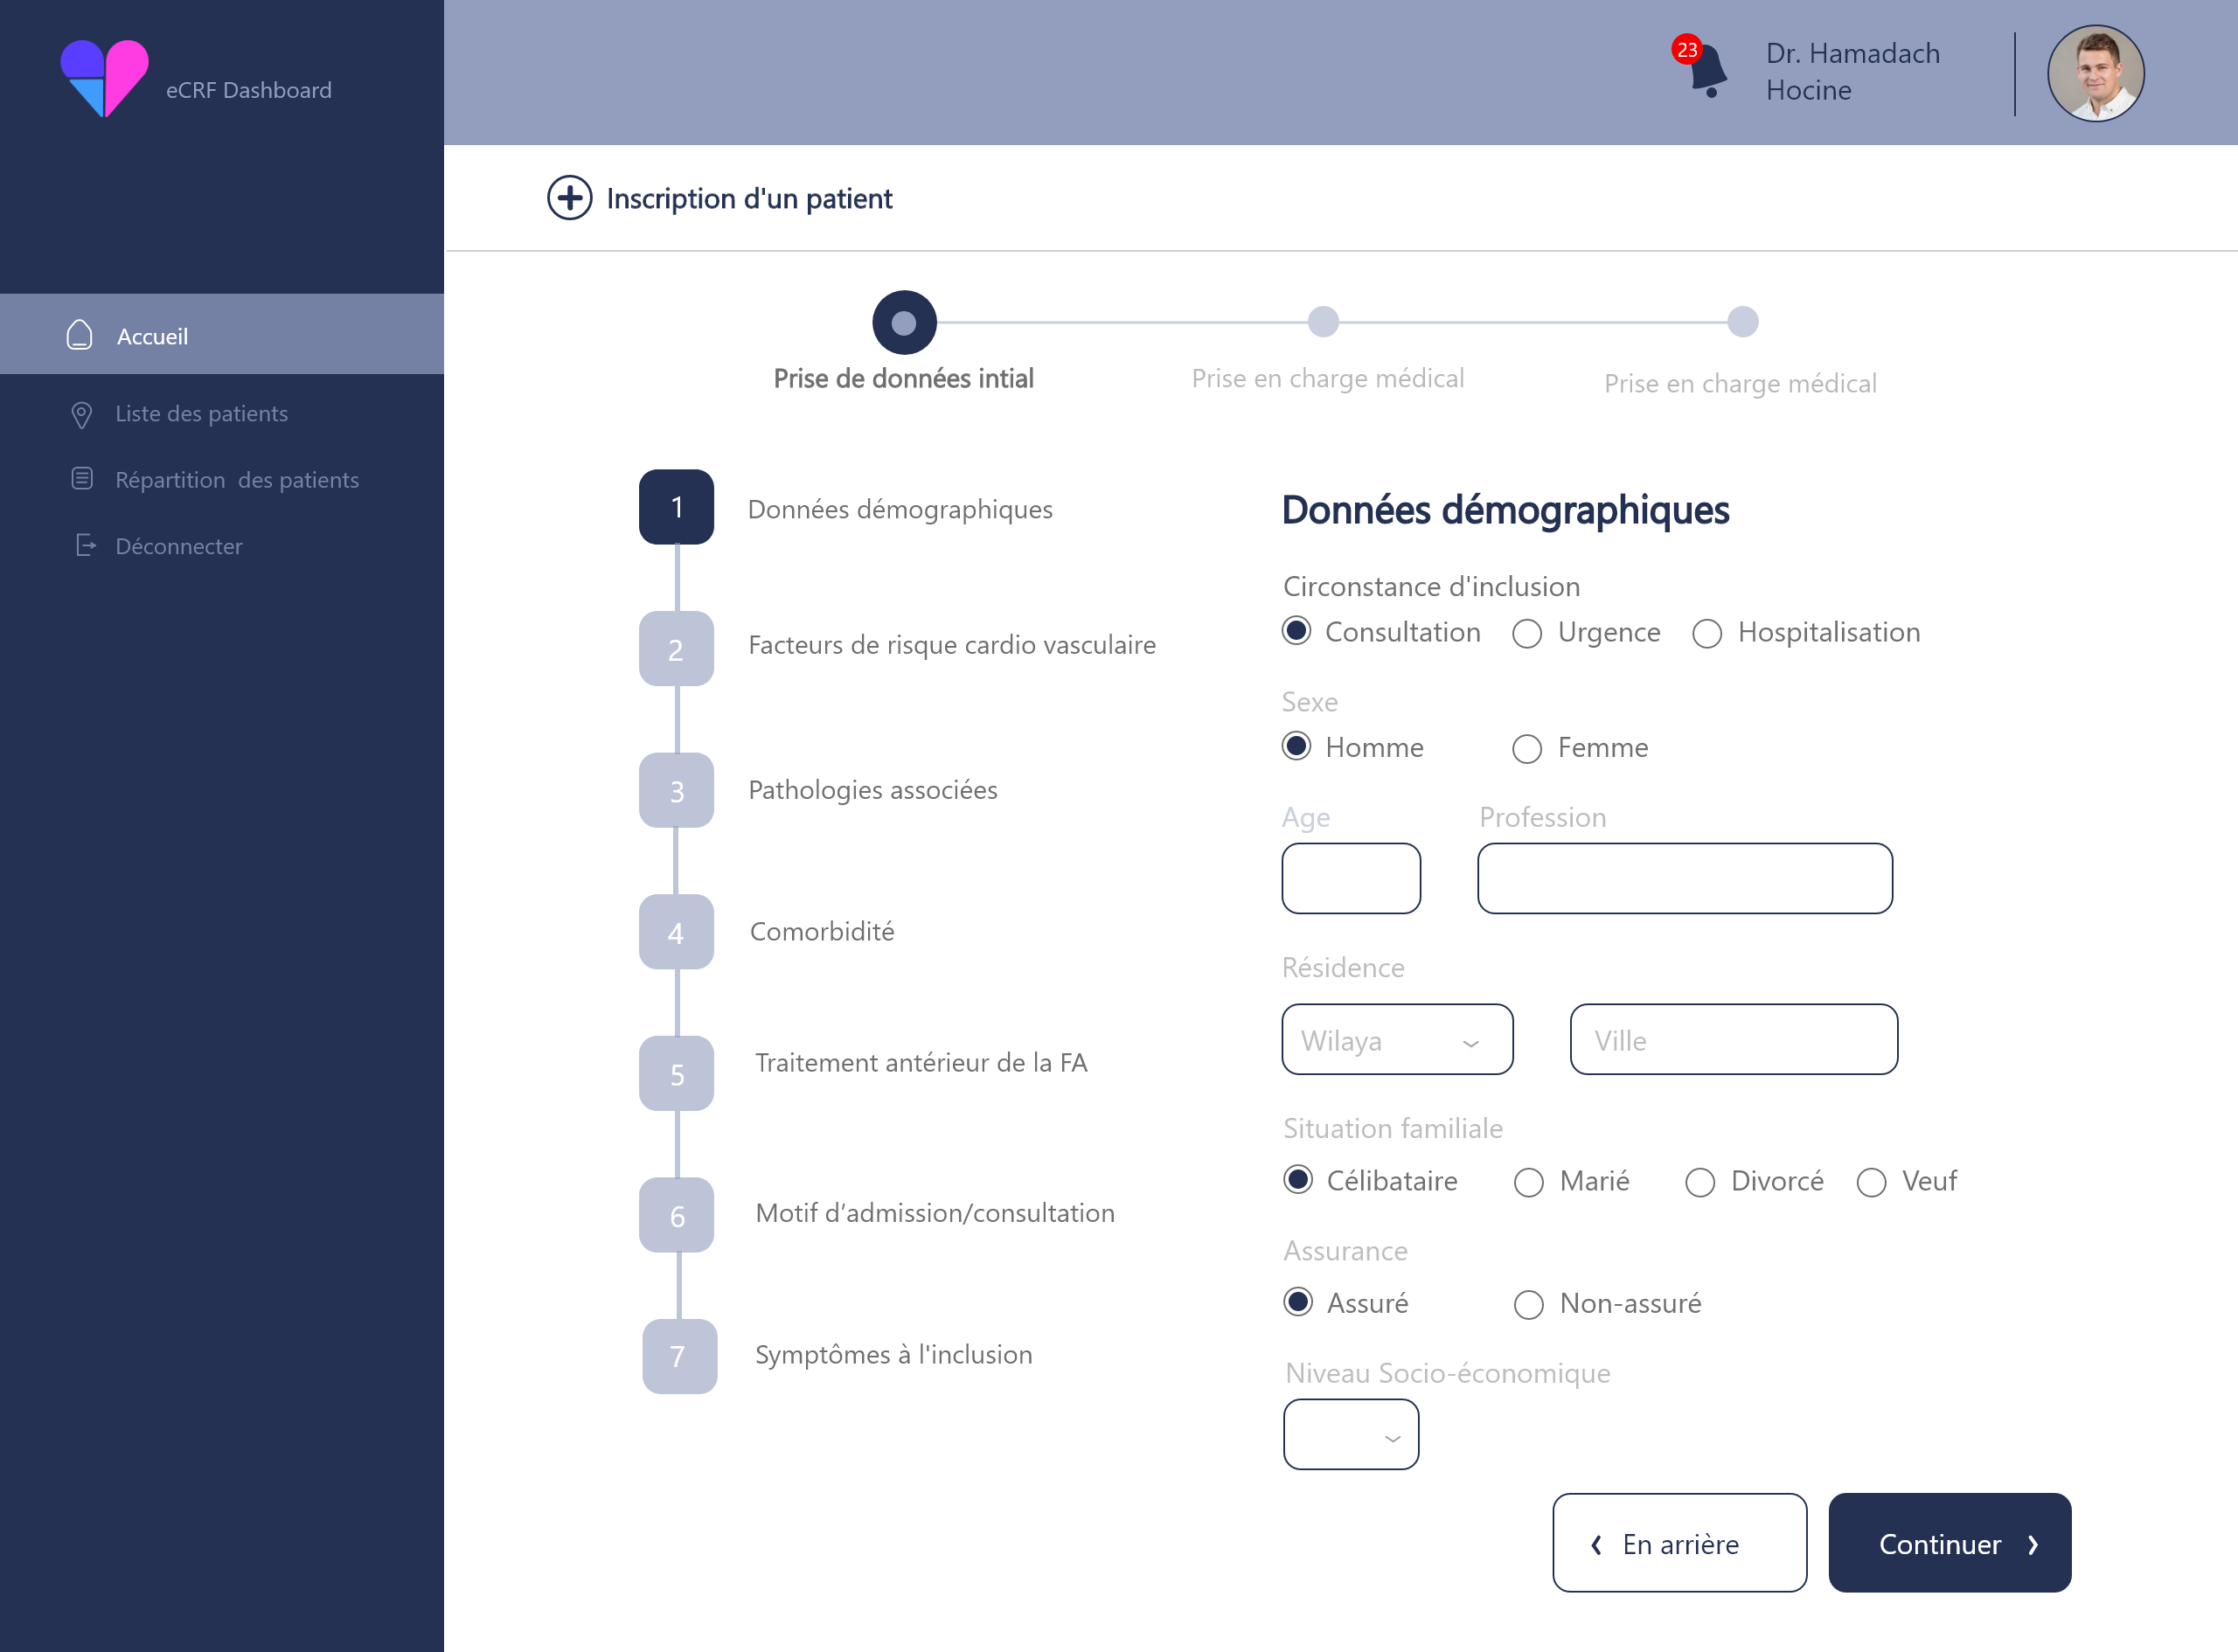 eCRF Dashboard
23
Dr. Hamadach
Hocine
Inscription d'un patient
Accueil
Liste des patients
Répartition  des patients
Déconnecter
Prise de données intial
Prise en charge médical
Prise en charge médical
1
Données démographiques
2
Facteurs de risque cardio vasculaire
3
Pathologies associées
4
Comorbidité
5
Traitement antérieur de la FA
6
Motif d’admission/consultation
7
Symptômes à l'inclusion
Données démographiques
Circonstance d'inclusion
Consultation Urgence Hospitalisation
Sexe
Homme Femme
Age Profession
Résidence
Wilaya Ville
Situation familiale
Célibataire Marié Divorcé Veuf
Assurance
Assuré Non-assuré
Niveau Socio-économique
En arrière Continuer